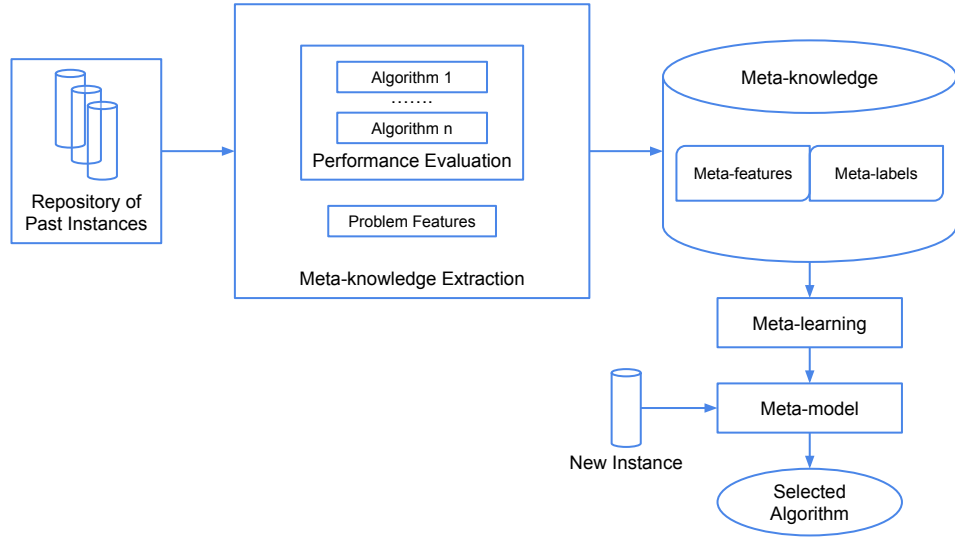 Repository of
Past Instances
Algorithm 1
.......
Algorithm n
Performance Evaluation
Problem Features
Meta-knowledge Extraction
Meta-knowledge
Meta-features
Meta-labels
Meta-learning
Meta-model
New Instance
Selected
Algorithm